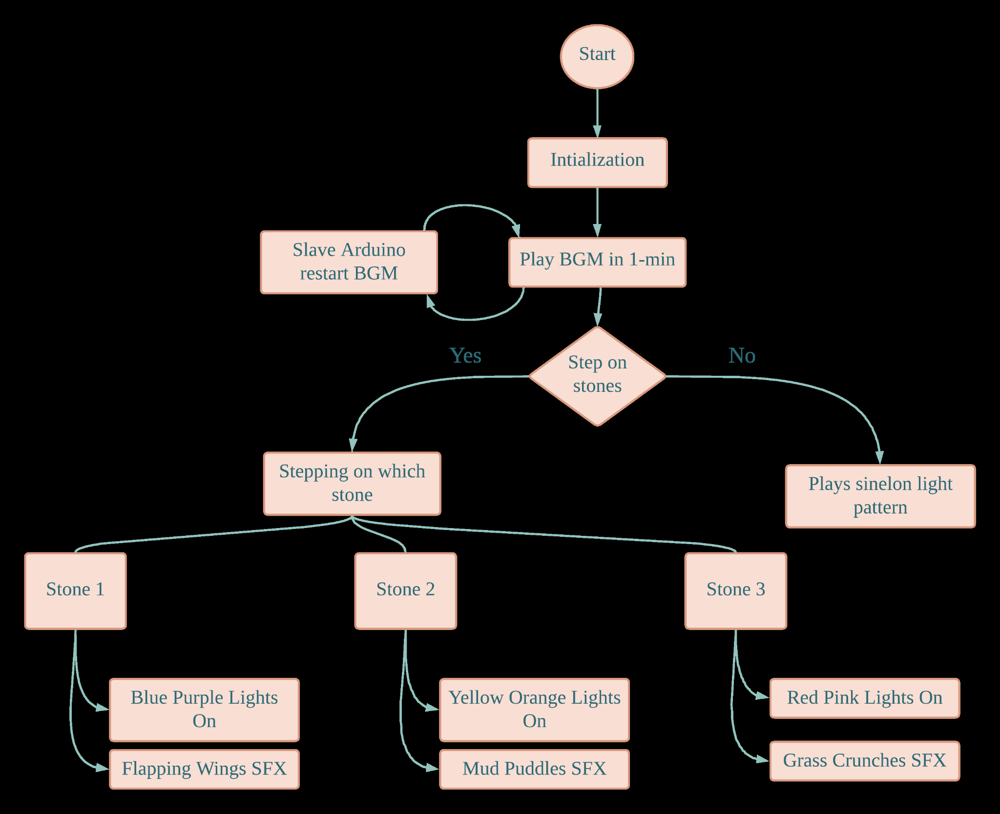 Start
Intialization
Slave Arduino
restart BGM
Play BGM in 1-min
Yes
No
Step on
stones
Stepping on which
stone
Plays sinelon light
pattern
Stone 1
Stone 2
Stone 3
Blue Purple Lights
On
Flapping Wings SFX
Yellow Orange Lights
On
Mud Puddles SFX
Red Pink Lights On
Grass Crunches SFX